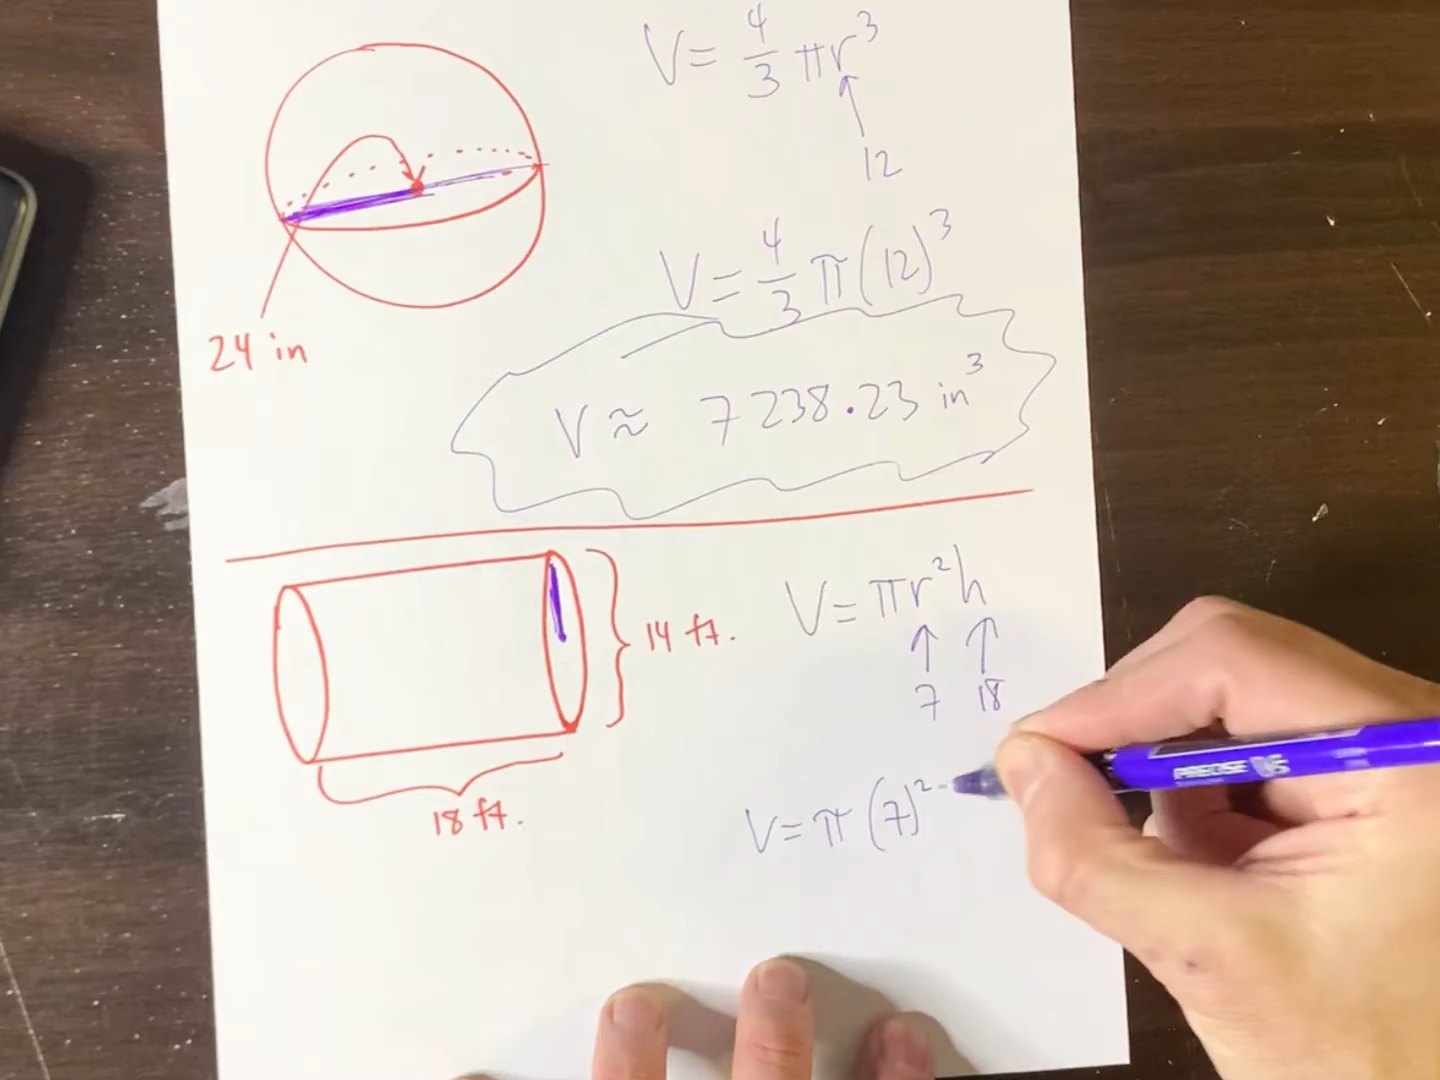 V = 4/3 πr³
12
24 in
V = 4/3 π(12)³
V ≈ 7238.23 in³
14 ft.
18 ft.
V = πr²h
7 18
V = π(7)²
PRECISE V5